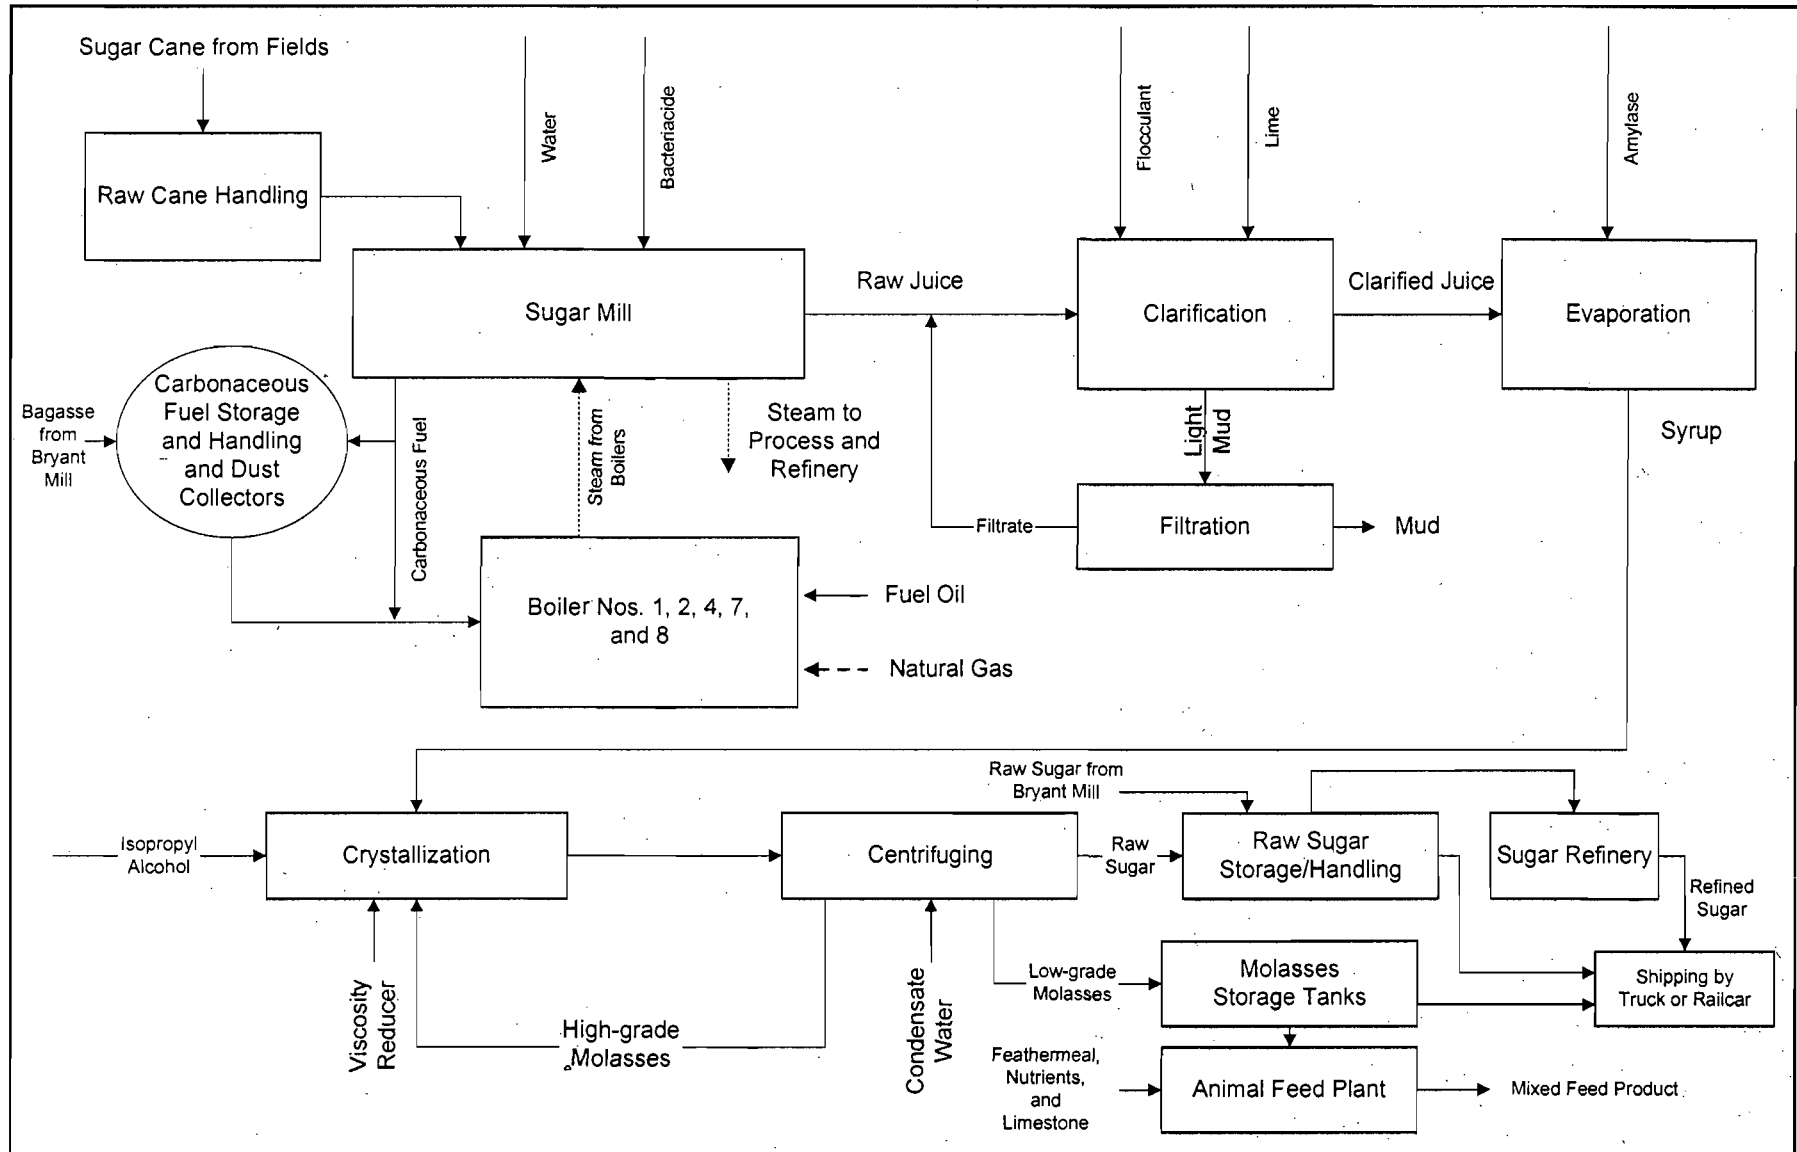 Sugar Cane from Fields
Water
Bacteriacide
Flocculant
Lime
Amylase
Raw Cane Handling
Sugar Mill
Raw Juice
Clarification
Clarified Juice
Evaporation
Bagasse
from
Bryant
Mill
Carbonaceous
Fuel Storage
and Handling
and Dust
Collectors
Carbonaceous Fuel
Steam from
Boilers
Steam to
Process and
Refinery
Light
Mud
Syrup
Filtrate
Filtration
Mud
Boiler Nos. 1, 2, 4, 7,
and 8
Fuel Oil
Natural Gas
Raw Sugar from
Bryant Mill
Isopropyl
Alcohol
Crystallization
Centrifuging
Raw
Sugar
Raw Sugar
Storage/Handling
Sugar Refinery
Refined
Sugar
Viscosity
Reducer
High-grade
Molasses
Condensate
Water
Low-grade
Molasses
Molasses
Storage Tanks
Shipping by
Truck or Railcar
Feathermeal,
Nutrients,
and
Limestone
Animal Feed Plant
Mixed Feed Product